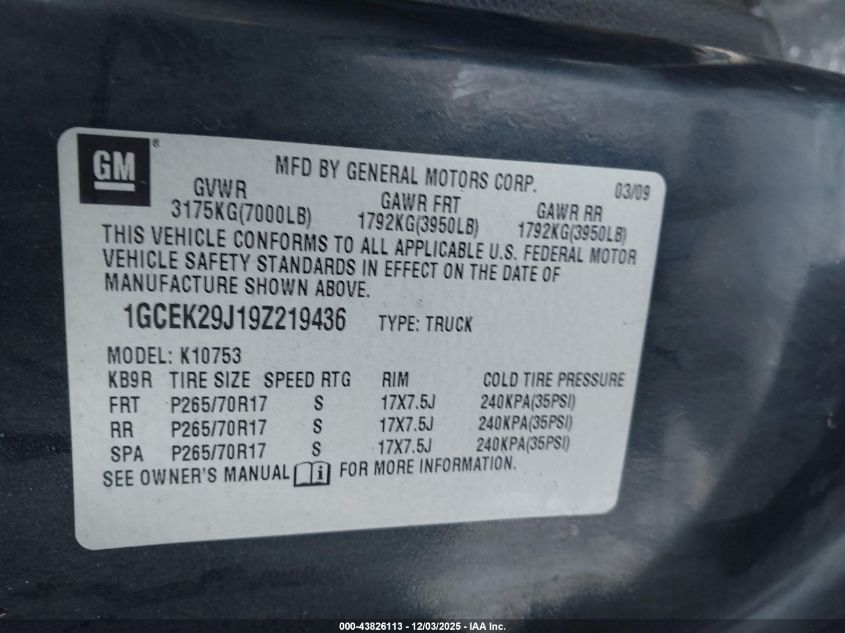 GM ®
MFD BY GENERAL MOTORS CORP. 03/09
GVWR GAWR FRT GAWR RR
3175KG(7000LB) 1792KG(3950LB) 1792KG(3950LB)
THIS VEHICLE CONFORMS TO ALL APPLICABLE U.S. FEDERAL MOTOR
VEHICLE SAFETY STANDARDS IN EFFECT ON THE DATE OF
MANUFACTURE SHOWN ABOVE.
1GCEK29J19Z219436 TYPE: TRUCK
MODEL: K10753
KB9R TIRE SIZE SPEED RTG RIM COLD TIRE PRESSURE
FRT P265/70R17 S 17X7.5J 240KPA(35PSI)
RR P265/70R17 S 17X7.5J 240KPA(35PSI)
SPA P265/70R17 S 17X7.5J 240KPA(35PSI)
SEE OWNER'S MANUAL i FOR MORE INFORMATION.
000-43826113 - 12/03/2025 - IAA Inc.